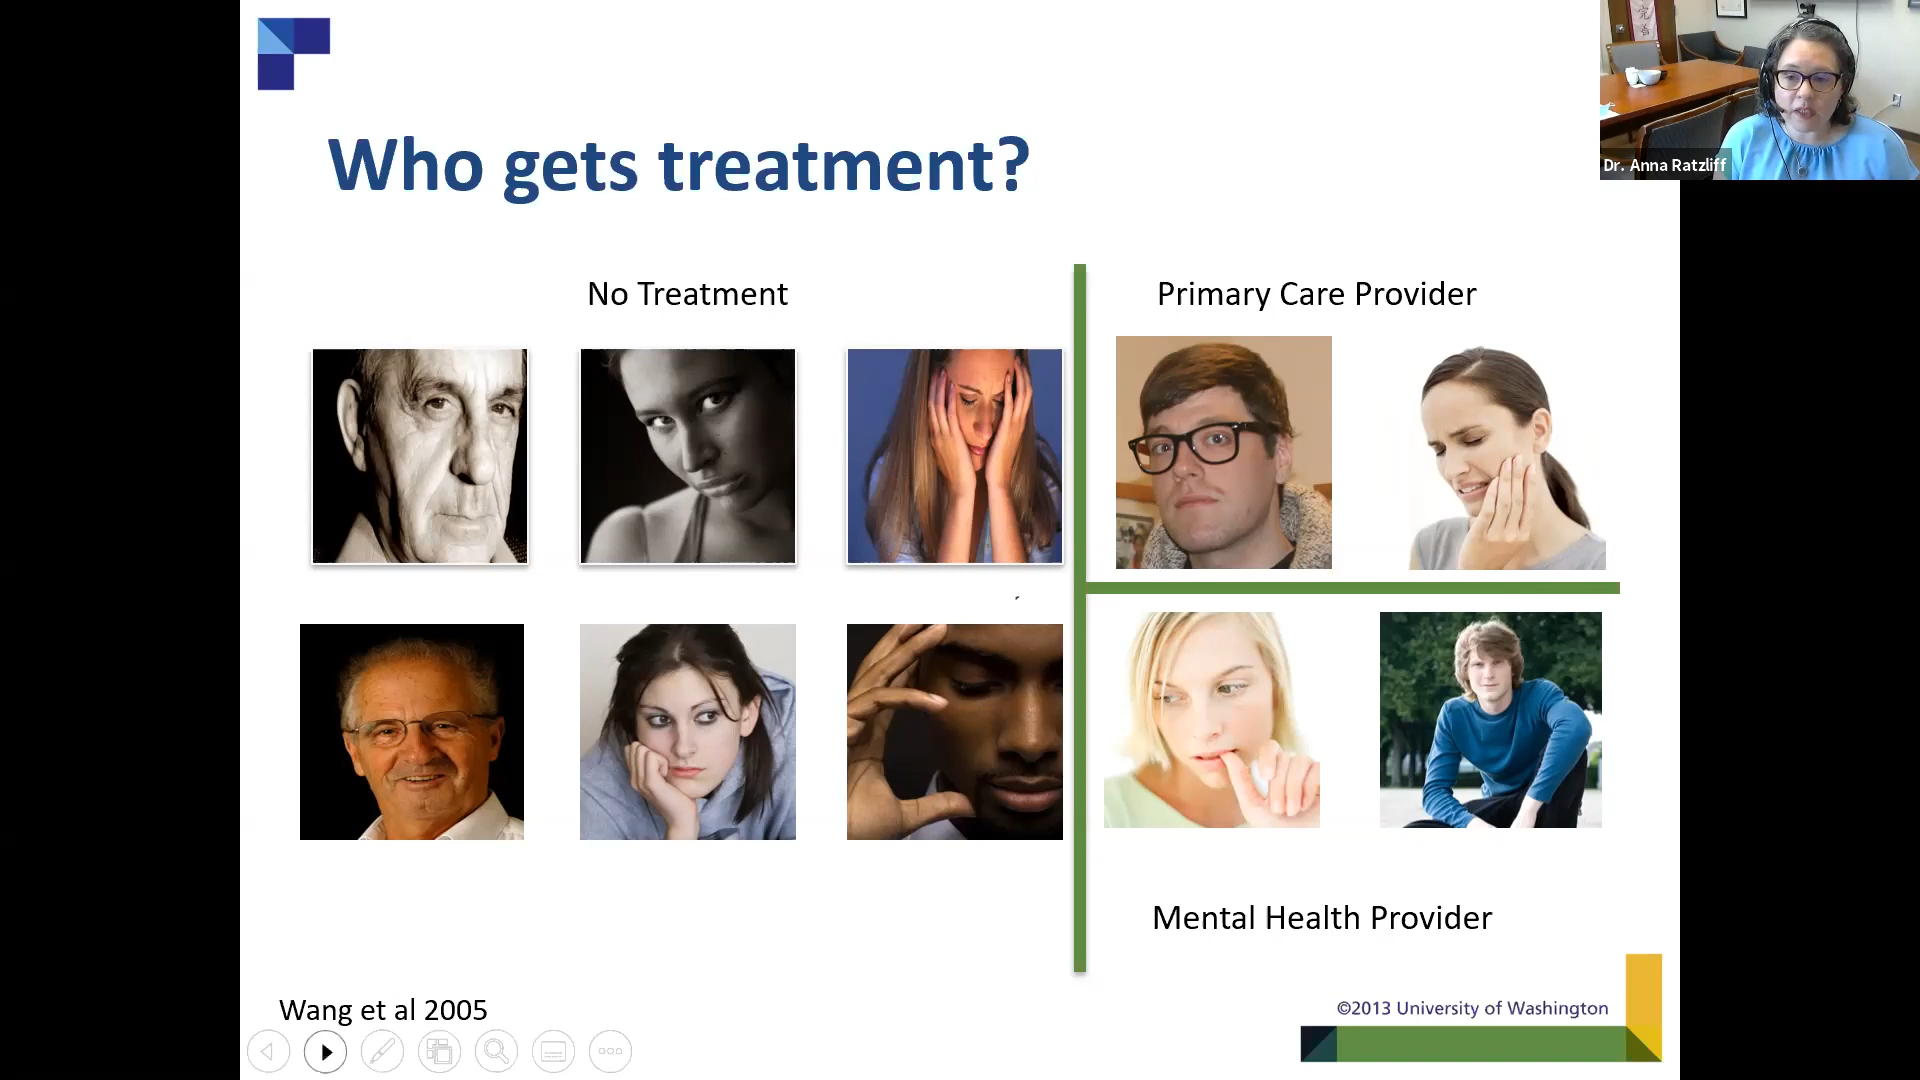 Who gets treatment?
Dr. Anna Ratzliff
No Treatment
Primary Care Provider
Mental Health Provider
Wang et al 2005
©2013 University of Washington